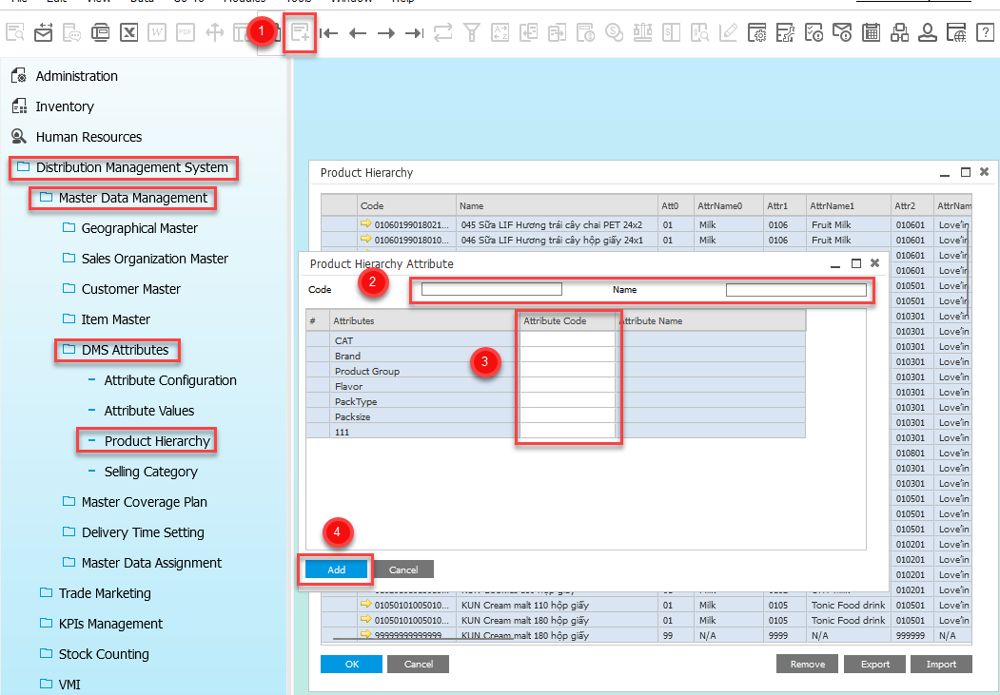 Administration
Inventory
Human Resources
Distribution Management System
Master Data Management
Geographical Master
Sales Organization Master
Customer Master
Item Master
DMS Attributes
Attribute Configuration
Attribute Values
Product Hierarchy
Selling Category
Master Coverage Plan
Delivery Time Setting
Master Data Assignment
Trade Marketing
KPIs Management
Stock Counting
VMI
1
Product Hierarchy
Code Name Att0 AttrName0 Attr1 AttrName1 Attr2 AttrNam
01060199018021... 045 Sữa LIF Hương trái cây chai PET 24x2 01 Milk 0106 Fruit Milk 010601 Love'in
01060199018010... 046 Sữa LIF Hương trái cây hộp giấy 24x1 01 Milk 0106 Fruit Milk 010601 Love'in
010601 Love'in
010601 Love'in
010501 Love'in
010501 Love'in
010301 Love'in
010301 Love'in
010301 Love'in
010301 Love'in
010301 Love'in
010301 Love'in
010501 Love'in
010301 Love'in
010301 Love'in
010801 Love'in
010301 Love'in
010301 Love'in
010501 Love'in
010501 Love'in
010501 Love'in
010201 Love'in
010201 Love'in
010201 Love'in
010201 Love'in
01050101005010... KUN Cream malt 110 hộp giấy 01 Milk 0105 Tonic Food drink 010501 Love'in
01050101005010... KUN Cream malt 180 hộp giấy 01 Milk 0105 Tonic Food drink 010501 Love'in
99999999999999 KUN Cream malt 180 hộp giấy 99 N/A 9999 N/A 999999 N/A
OK Cancel Remove Export Import
Product Hierarchy Attribute
Code 2 Name
# Attributes Attribute Code Attribute Name
CAT
Brand
Product Group
Flavor
PackType
Packsize
111
3
4
Add Cancel